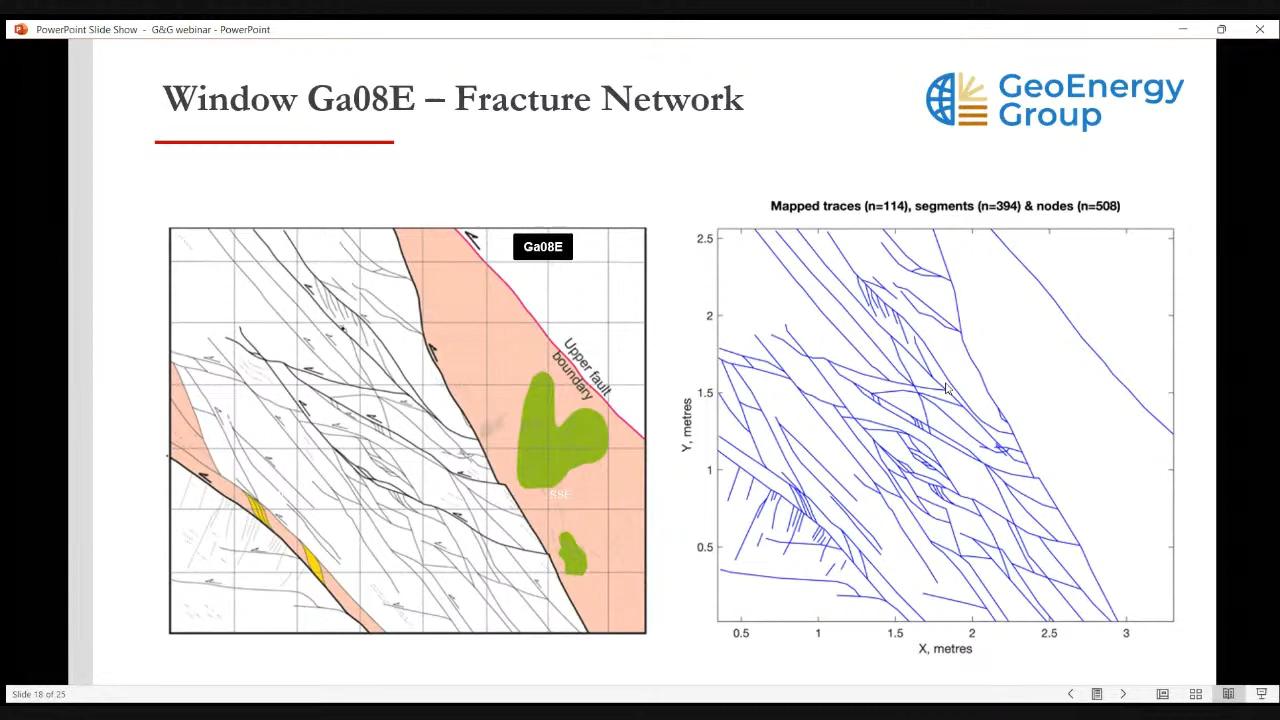 PowerPoint Slide Show - G&G webinar - PowerPoint
Window Ga08E – Fracture Network
GeoEnergy
Group
Mapped traces (n=114), segments (n=394) & nodes (n=508)
Ga08E
Upper fault
boundary
SSE
Y, metres
2.5
2
1.5
1
0.5
0.5 1 1.5 2 2.5 3
X, metres
Slide 18 of 25